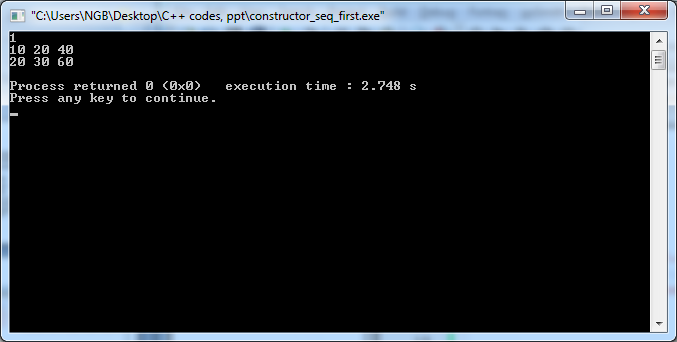 "C:\Users\NGB\Desktop\C++ codes, ppt\constructor_seq_first.exe"
1
10 20 40
20 30 60
Process returned 0 (0x0)   execution time : 2.748 s
Press any key to continue.